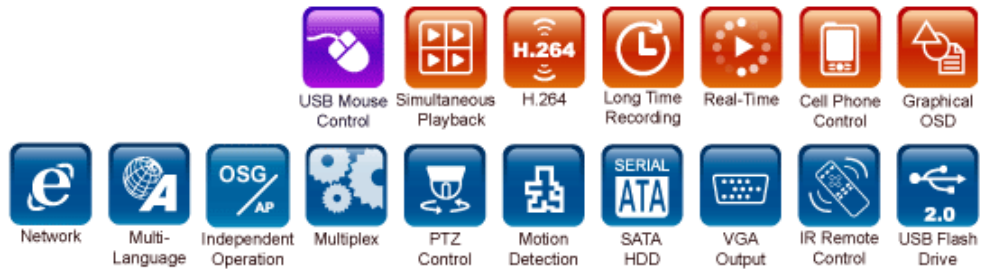 H.264
USB Mouse Simultaneous H.264 Long Time Real-Time Cell Phone Graphical
Control Playback Recording Control OSD
OSG/AP SERIAL ATA 2.0
Network Multi- Independent Multiplex PTZ Motion SATA VGA IR Remote USB Flash
Language Operation Control Detection HDD Output Control Drive